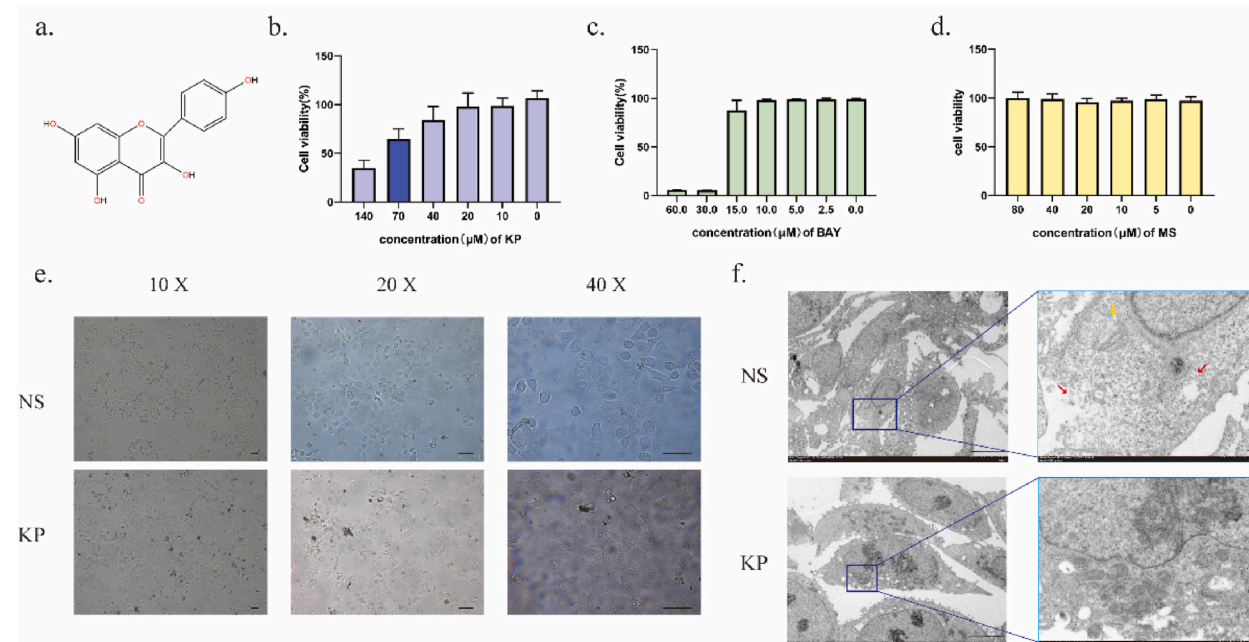 a.
OH
HO
O
OH
OH
O
b.
Cell viability(%)
150
100
50
0
140 70 40 20 10 0
concentration(μM) of KP
c.
Cell viability(%)
150
100
50
0
60.0 30.0 15.0 10.0 5.0 2.5 0.0
concentration(μM) of BAY
d.
cell viability
150
100
50
0
80 40 20 10 5 0
concentration(μM) of MS
e.
10 X 20 X 40 X
NS
KP
f.
NS
KP